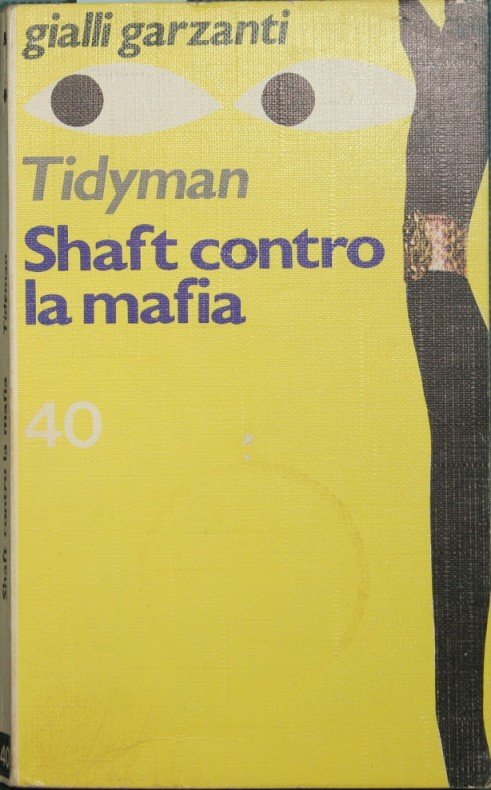 gialli garzanti
Tidyman
Shaft contro
la mafia
40
Tidyman
Shaft contro la mafia
40